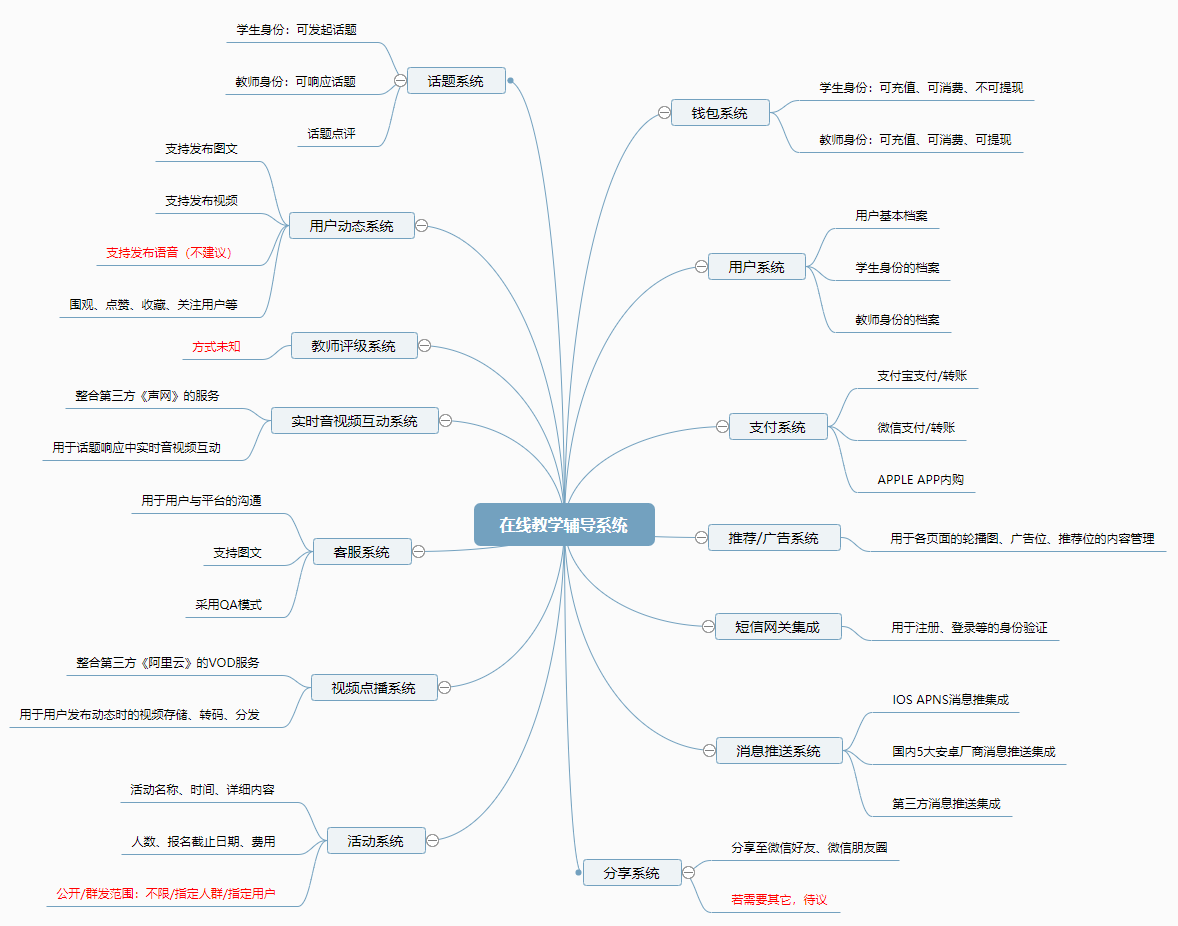 在线教学辅导系统
话题系统
学生身份：可发起话题
教师身份：可响应话题
话题点评
用户动态系统
支持发布图文
支持发布视频
支持发布语音（不建议）
围观、点赞、收藏、关注用户等
教师评级系统
方式未知
实时音视频互动系统
整合第三方《声网》的服务
用于话题响应中实时音视频互动
客服系统
用于用户与平台的沟通
支持图文
采用QA模式
视频点播系统
整合第三方《阿里云》的VOD服务
用于用户发布动态时的视频存储、转码、分发
活动系统
活动名称、时间、详细内容
人数、报名截止日期、费用
公开/群发范围：不限/指定人群/指定用户
钱包系统
学生身份：可充值、可消费、不可提现
教师身份：可充值、可消费、可提现
用户系统
用户基本档案
学生身份的档案
教师身份的档案
支付系统
支付宝支付/转账
微信支付/转账
APPLE APP内购
推荐/广告系统
用于各页面的轮播图、广告位、推荐位的内容管理
短信网关集成
用于注册、登录等的身份验证
消息推送系统
IOS APNS消息推集成
国内5大安卓厂商消息推送集成
第三方消息推送集成
分享系统
分享至微信好友、微信朋友圈
若需要其它，待议